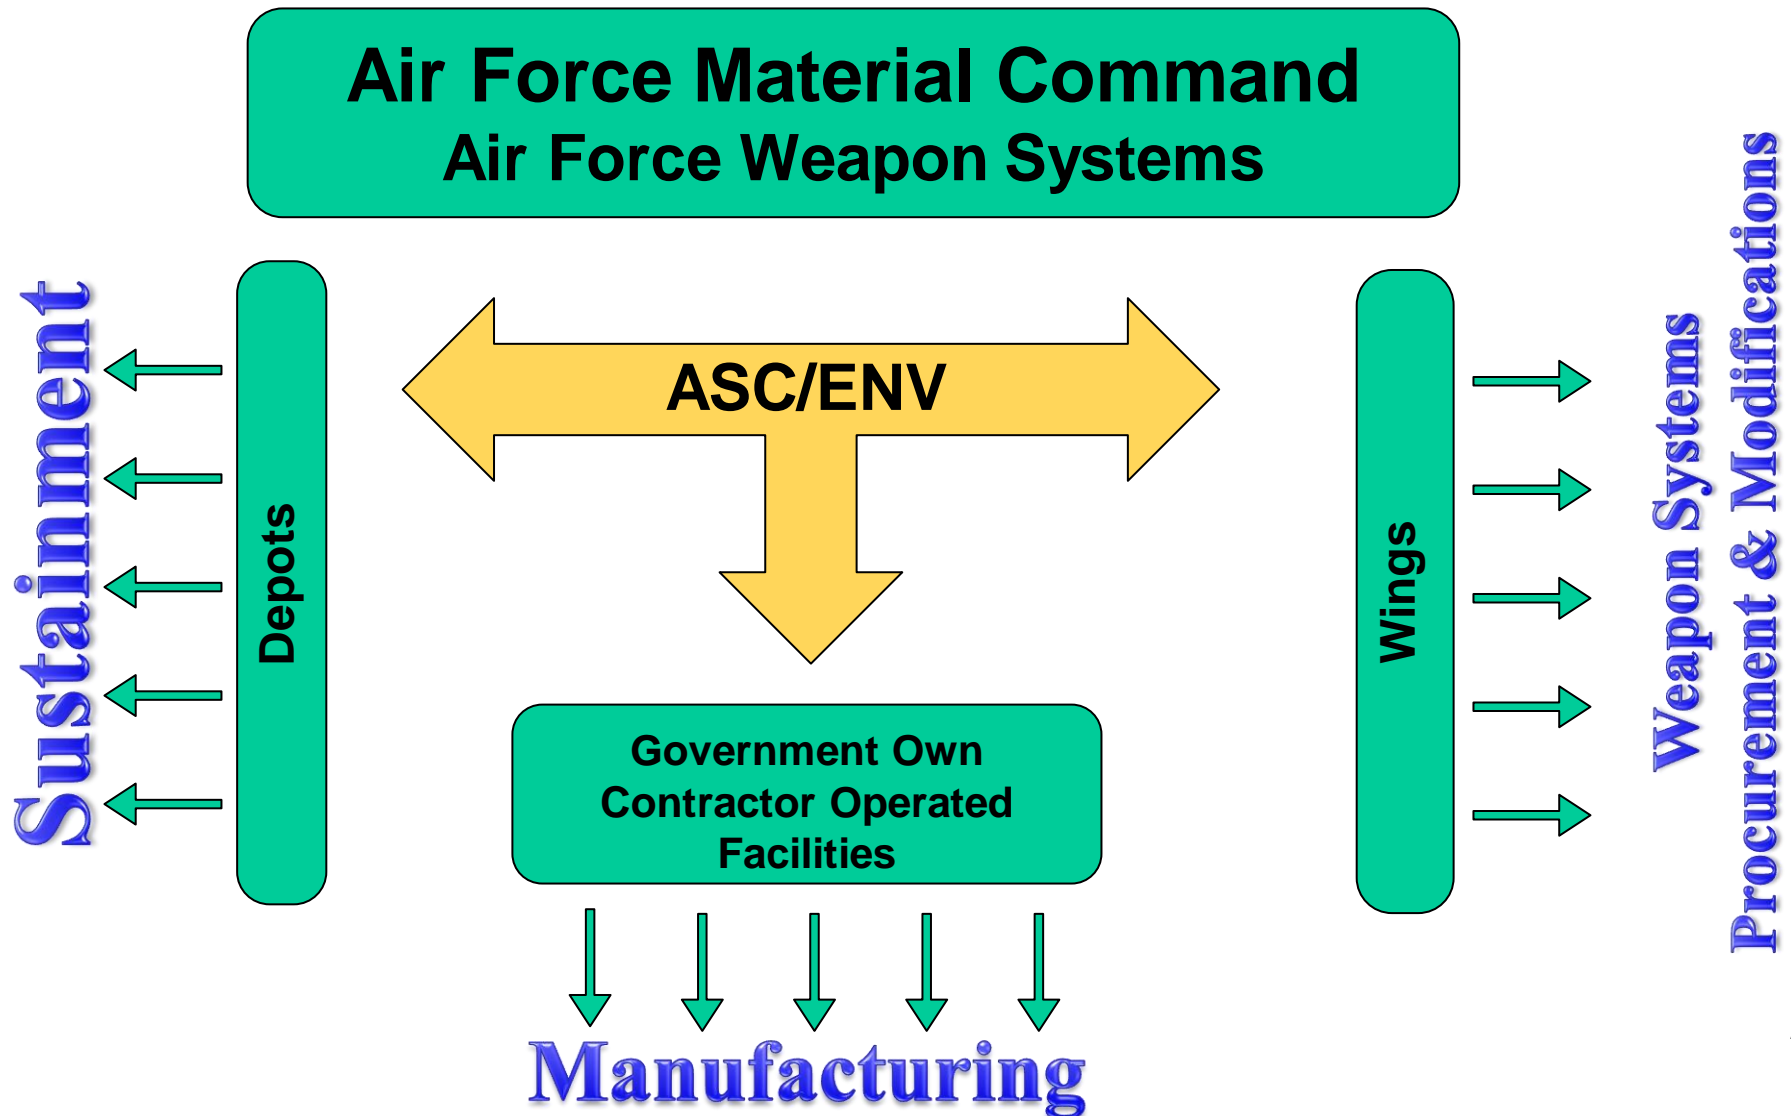 Air Force Material Command
Air Force Weapon Systems
Sustainment
Depots
ASC/ENV
Wings
Weapon Systems
Procurement & Modifications
Government Own
Contractor Operated
Facilities
Manufacturing